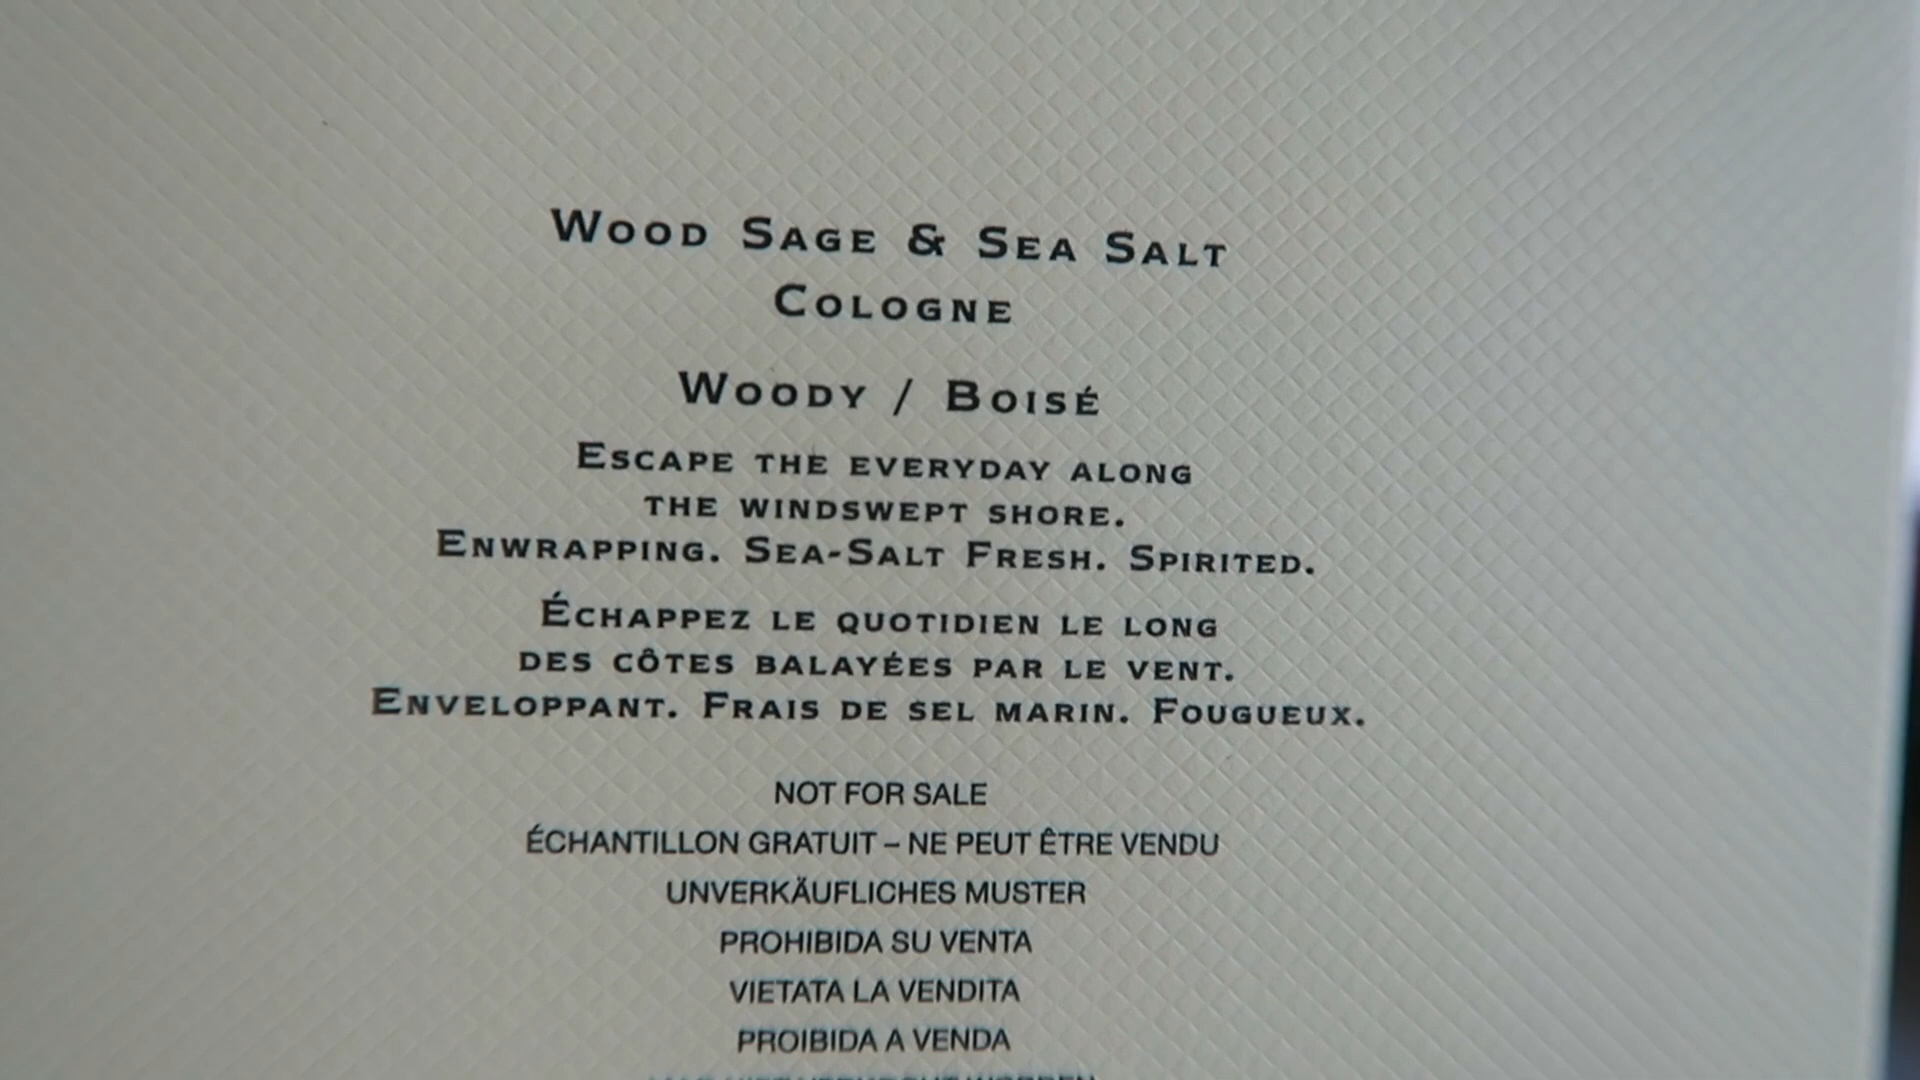 Wood Sage & Sea Salt
Cologne
Woody / Boisé
Escape the everyday along
the windswept shore.
Enwrapping. Sea-Salt Fresh. Spirited.
Échappez le quotidien le long
des côtes balayées par le vent.
Enveloppant. Frais de sel marin. Fougueux.
NOT FOR SALE
ÉCHANTILLON GRATUIT – NE PEUT ÊTRE VENDU
UNVERKÄUFLICHES MUSTER
PROHIBIDA SU VENTA
VIETATA LA VENDITA
PROIBIDA A VENDA